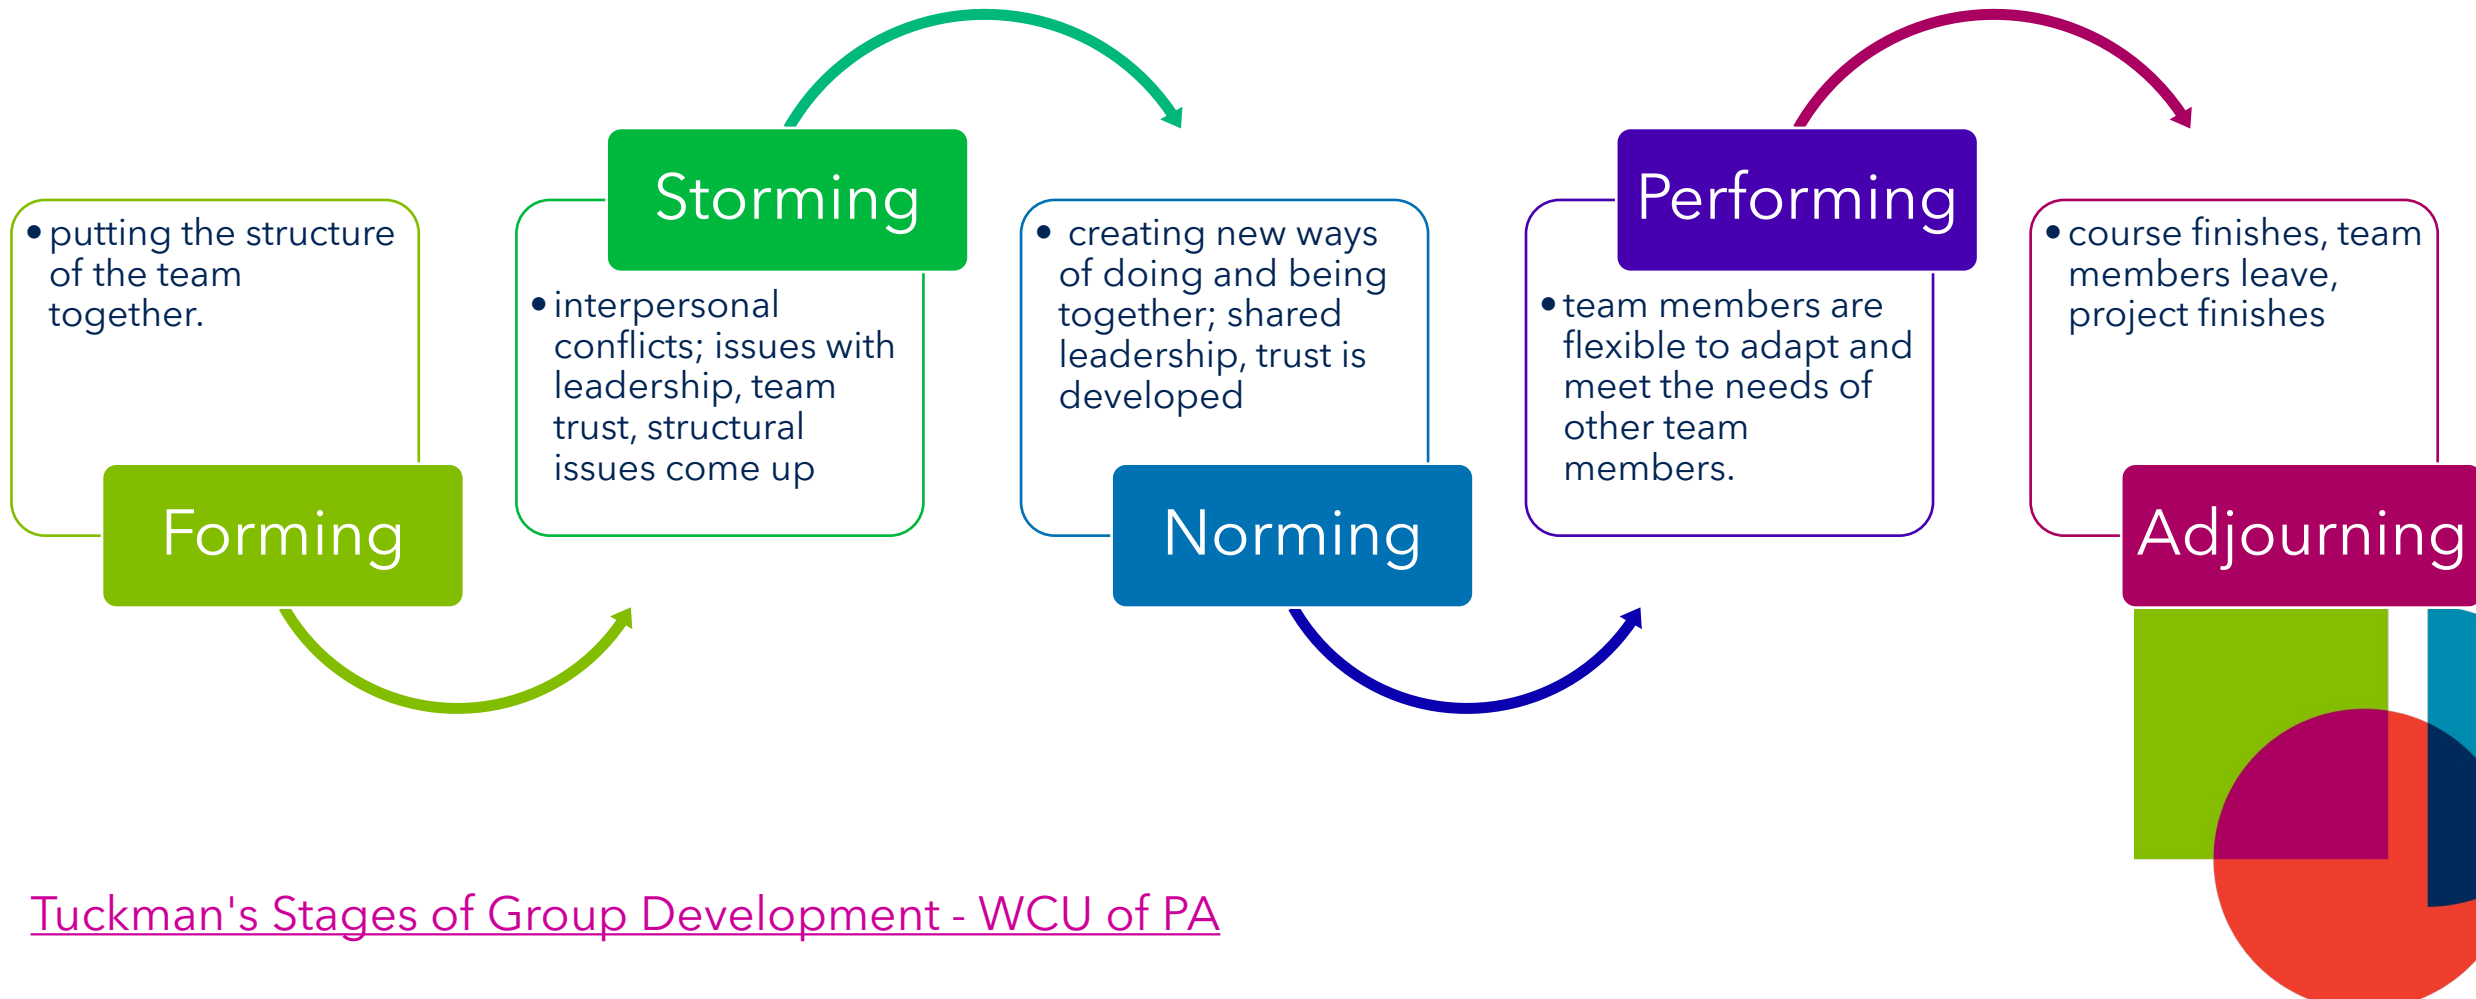 • putting the structure
of the team
together.
Forming
Storming
• interpersonal
conflicts; issues with
leadership, team
trust, structural
issues come up
• creating new ways
of doing and being
together; shared
leadership, trust is
developed
Norming
Performing
• team members are
flexible to adapt and
meet the needs of
other team
members.
• course finishes, team
members leave,
project finishes
Adjourning
Tuckman's Stages of Group Development - WCU of PA